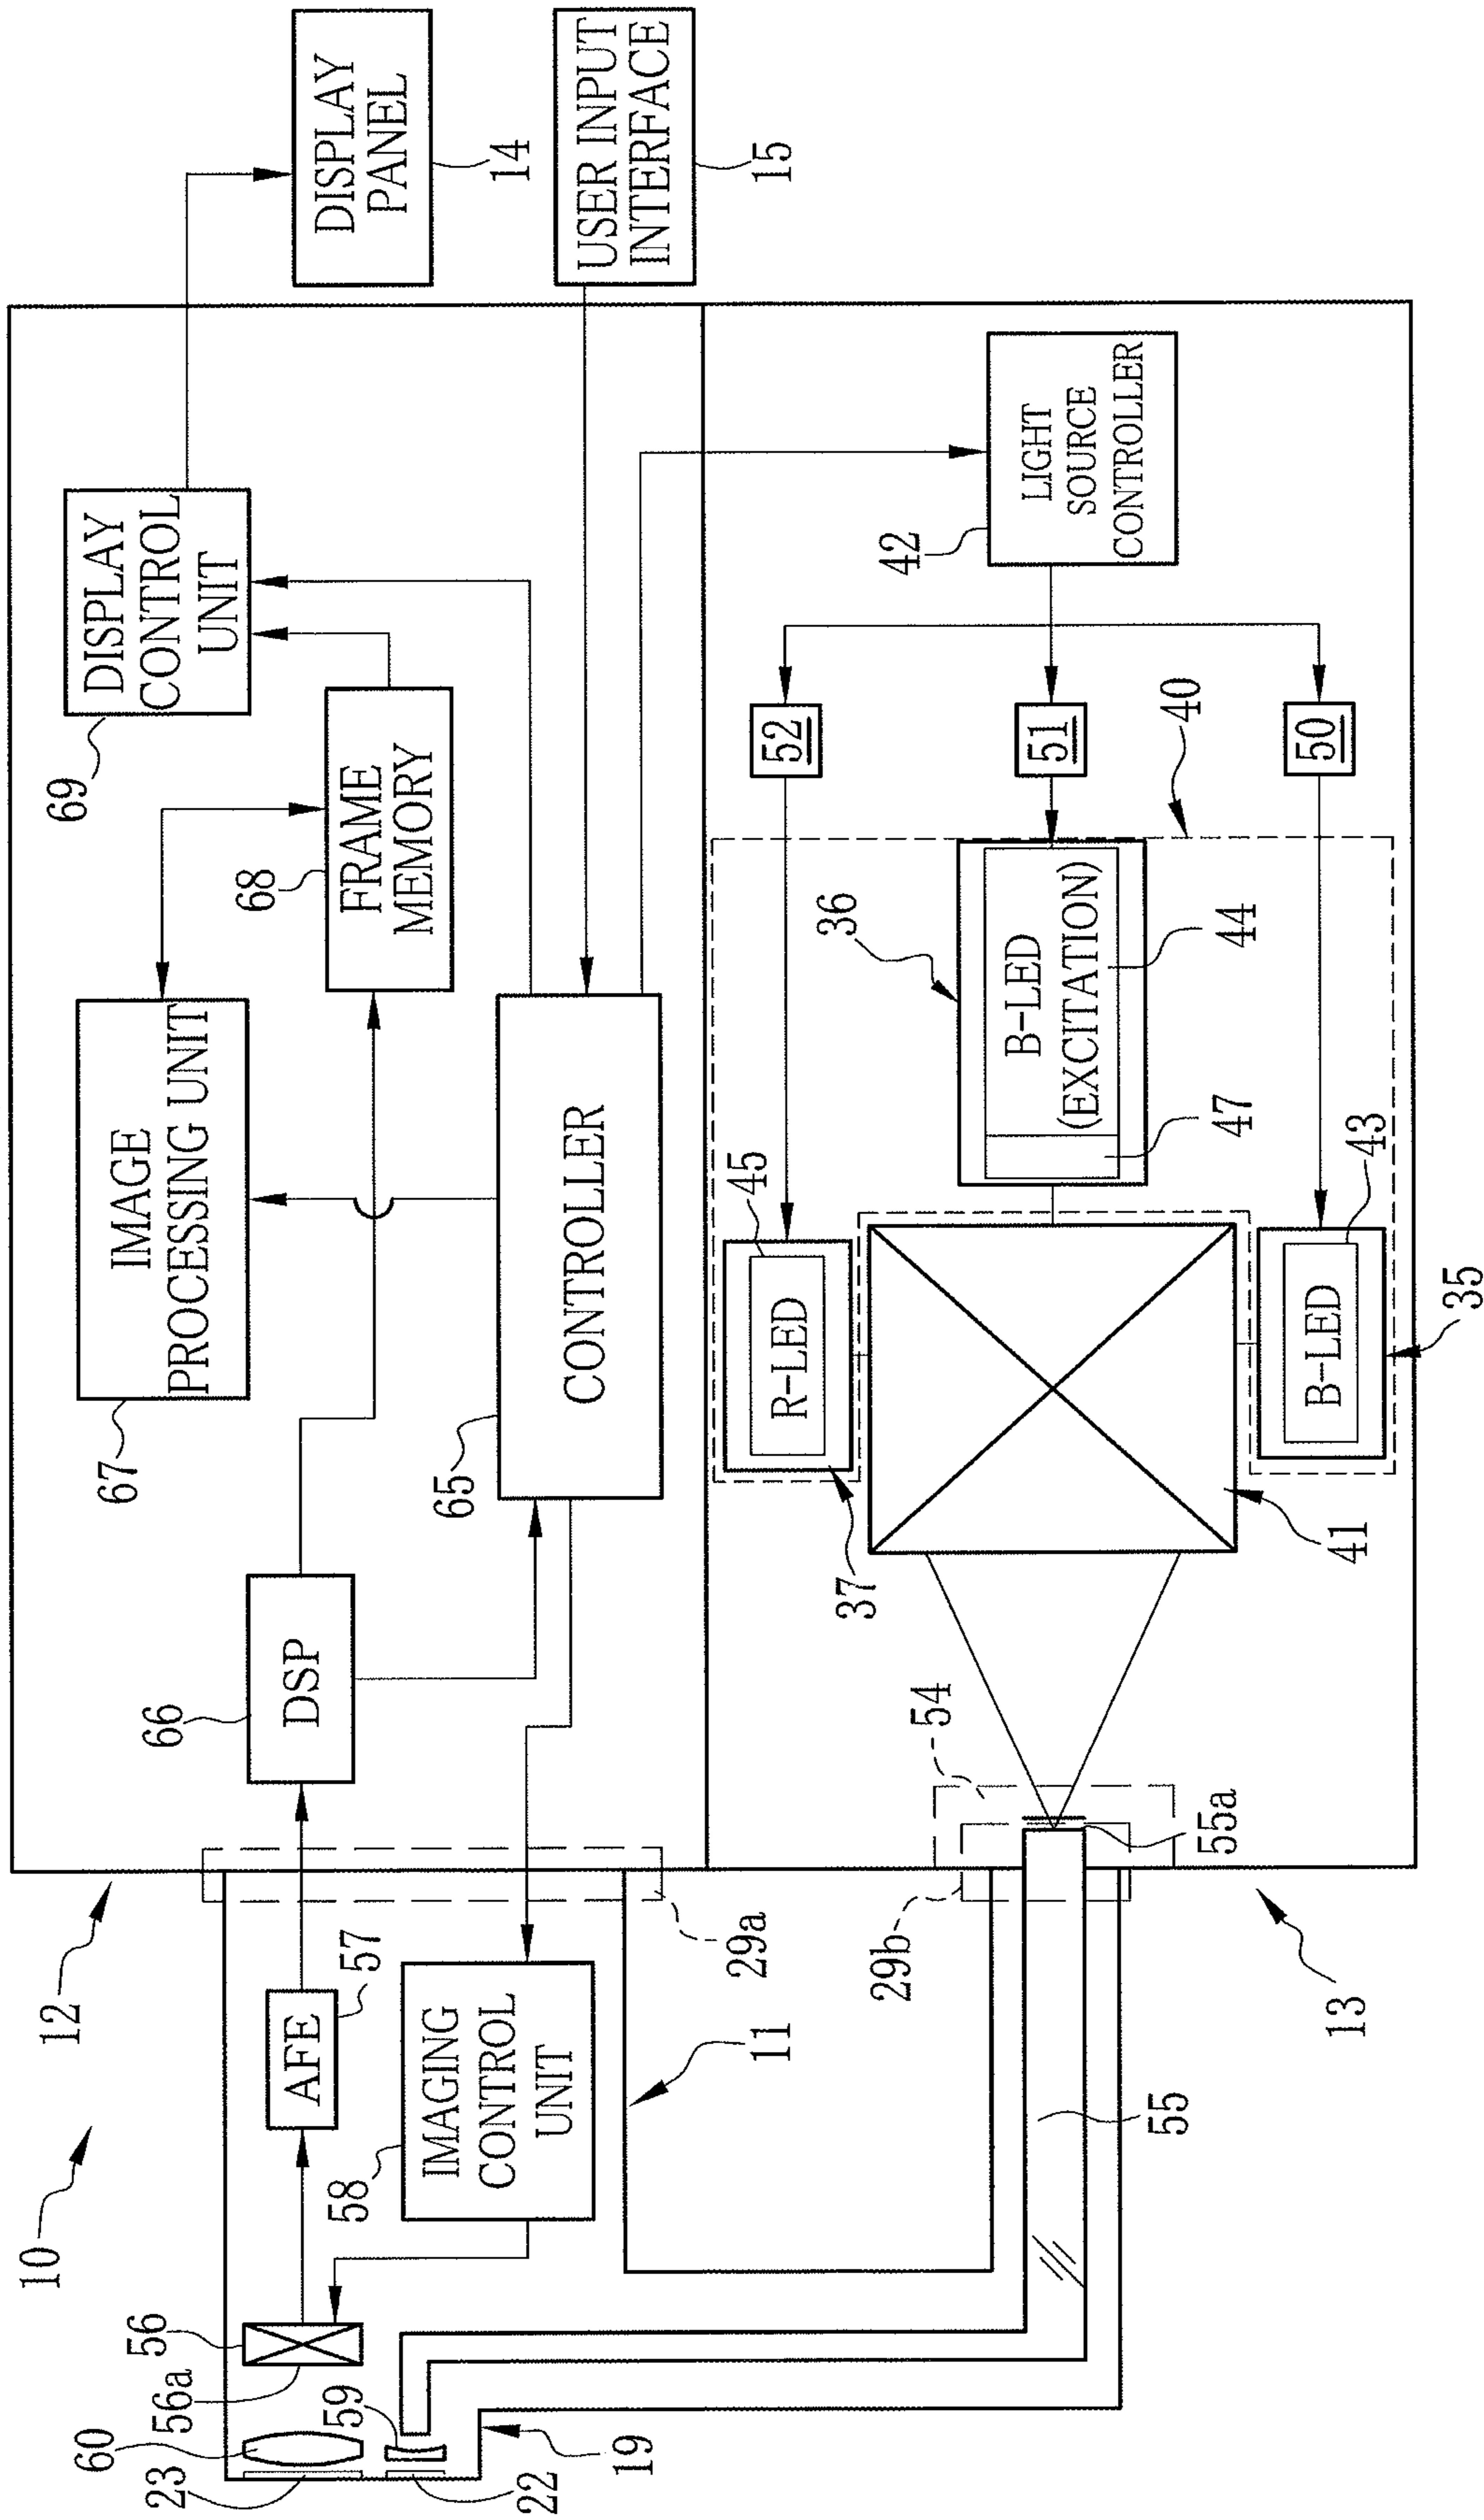 10
12
60
56a
56
AFE
57
66
DSP
67
IMAGE
PROCESSING UNIT
69
DISPLAY
CONTROL
UNIT
DISPLAY
PANEL
14
68
FRAME
MEMORY
23
59
22
19
58
IMAGING
CONTROL
UNIT
29a
65
CONTROLLER
USER INPUT
INTERFACE
15
11
37
R-LED
45
52
36
B-LED
(EXCITATION)
44
47
51
42
LIGHT
SOURCE
CONTROLLER
40
50
54
29b
55a
55
41
B-LED
43
35
13